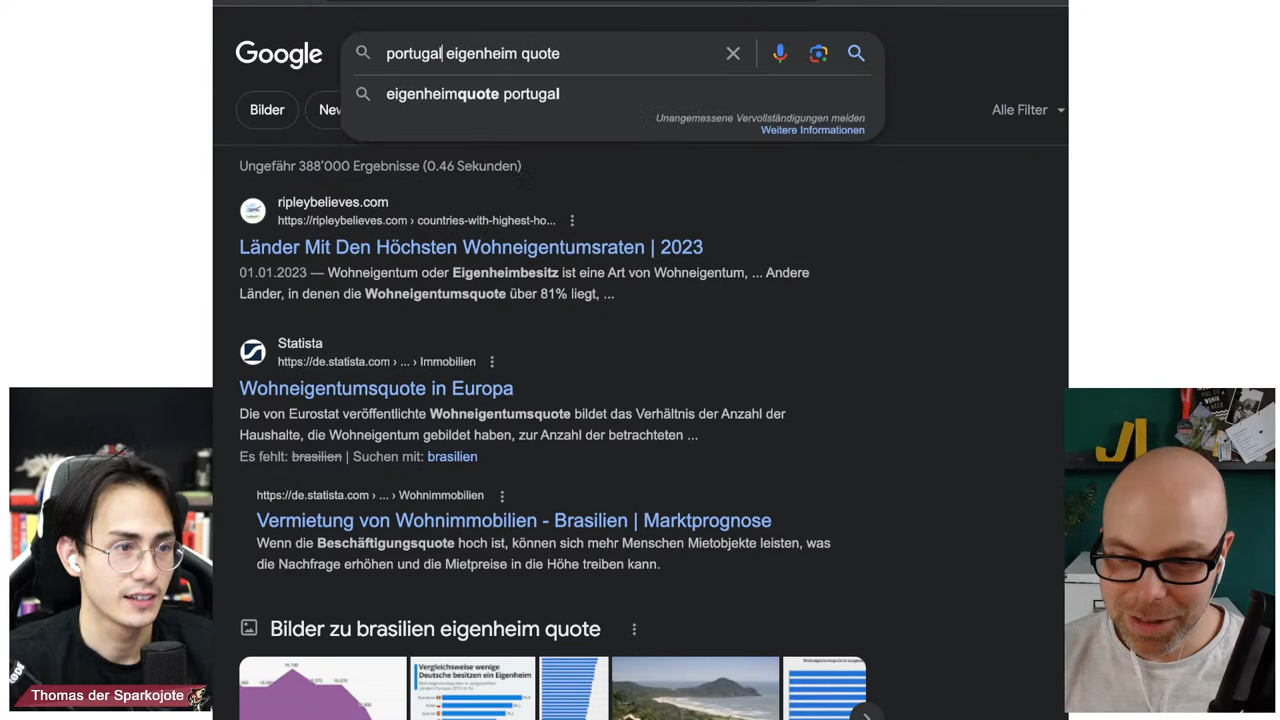 Google
portugal eigenheim quote
eigenheimquote portugal
Unangemessene Vervollständigungen melden
Weitere Informationen
Bilder
New
Alle Filter
Ungefähr 388'000 Ergebnisse (0.46 Sekunden)
ripleybelieves.com
https://ripleybelieves.com › countries-with-highest-ho...
Länder Mit Den Höchsten Wohneigentumsraten | 2023
01.01.2023 — Wohneigentum oder Eigenheimbesitz ist eine Art von Wohneigentum, ... Andere
Länder, in denen die Wohneigentumsquote über 81% liegt, ...
Statista
https://de.statista.com › ... › Immobilien
Wohneigentumsquote in Europa
Die von Eurostat veröffentlichte Wohneigentumsquote bildet das Verhältnis der Anzahl der
Haushalte, die Wohneigentum gebildet haben, zur Anzahl der betrachteten ...
Es fehlt: brasilien | Suchen mit: brasilien
https://de.statista.com › ... › Wohnimmobilien
Vermietung von Wohnimmobilien - Brasilien | Marktprognose
Wenn die Beschäftigungsquote hoch ist, können sich mehr Menschen Mietobjekte leisten, was
die Nachfrage erhöhen und die Mietpreise in die Höhe treiben kann.
Bilder zu brasilien eigenheim quote
Vergleichsweise wenige
Deutsche besitzen ein Eigenheim
Thomas der Sparkojote